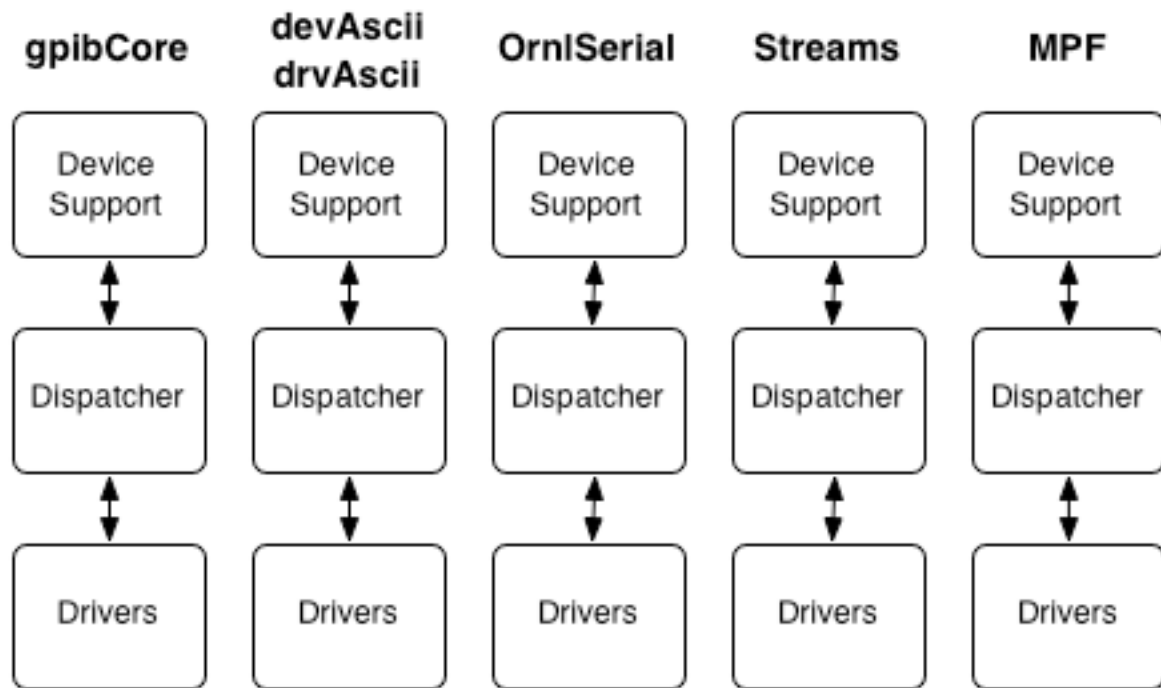 gpibCore
devAscii
drvAscii
OrnlSerial
Streams
MPF
Device
Support
Device
Support
Device
Support
Device
Support
Device
Support
Dispatcher
Dispatcher
Dispatcher
Dispatcher
Dispatcher
Drivers
Drivers
Drivers
Drivers
Drivers